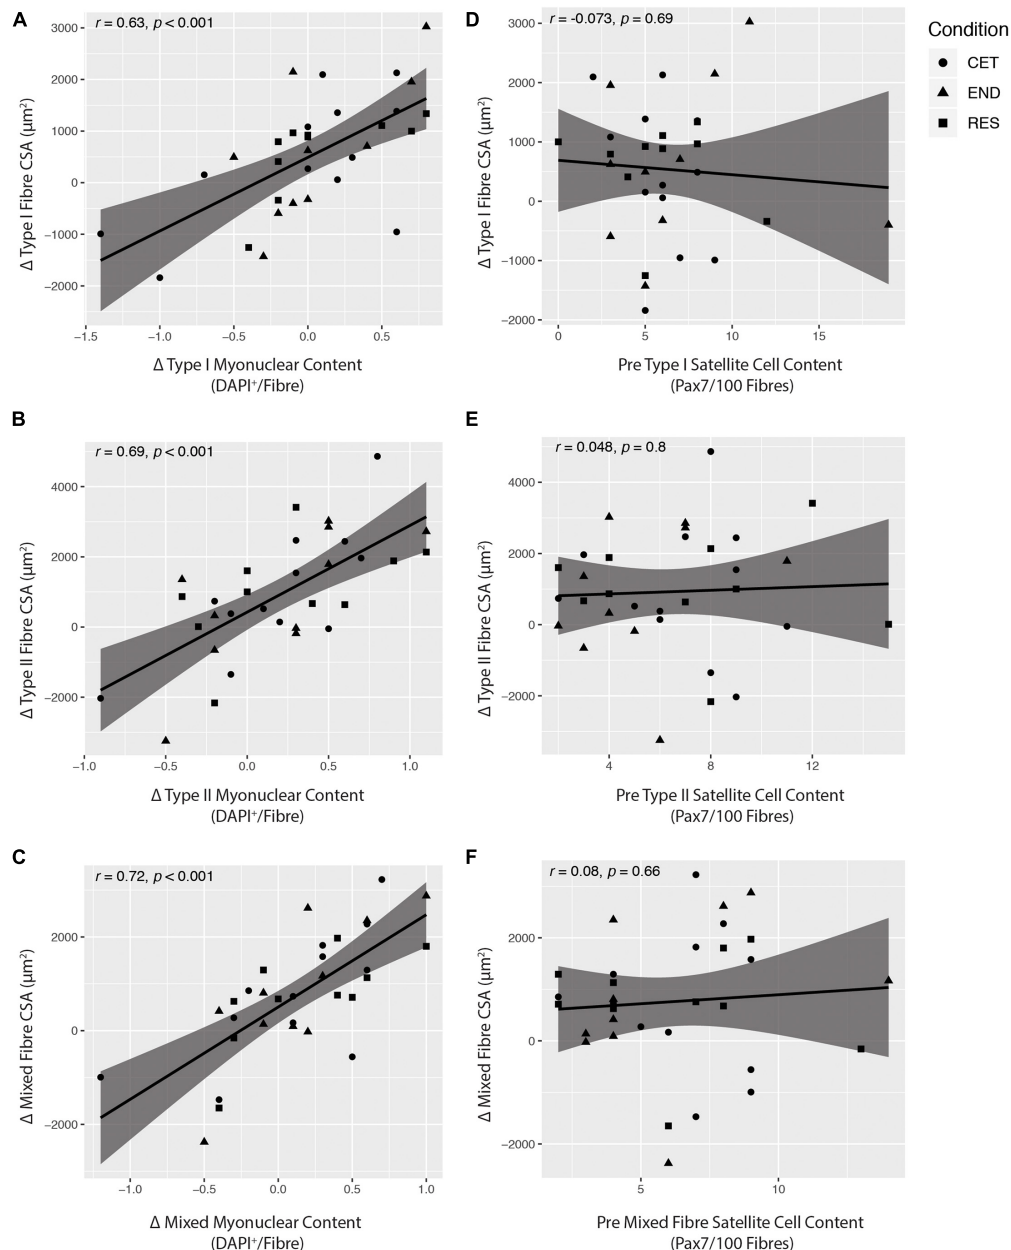 A
r = 0.63, p < 0.001
3000
2000
1000
0
−1000
−2000
Δ Type I Fibre CSA (μm²)
−1.5 −1.0 −0.5 0.0 0.5
Δ Type I Myonuclear Content
(DAPI⁺/Fibre)
D
r = -0.073, p = 0.69
3000
2000
1000
0
−1000
−2000
Δ Type I Fibre CSA (μm²)
0 5 10 15
Pre Type I Satellite Cell Content
(Pax7/100 Fibres)
Condition
CET
END
RES
B
r = 0.69, p < 0.001
4000
2000
0
−2000
Δ Type II Fibre CSA (μm²)
−1.0 −0.5 0.0 0.5 1.0
Δ Type II Myonuclear Content
(DAPI⁺/Fibre)
E
r = 0.048, p = 0.8
4000
2000
0
−2000
Δ Type II Fibre CSA (μm²)
4 8 12
Pre Type II Satellite Cell Content
(Pax7/100 Fibres)
C
r = 0.72, p < 0.001
2000
0
−2000
Δ Mixed Fibre CSA (μm²)
−1.0 −0.5 0.0 0.5 1.0
Δ Mixed Myonuclear Content
(DAPI⁺/Fibre)
F
r = 0.08, p = 0.66
2000
0
−2000
Δ Mixed Fibre CSA (μm²)
5 10
Pre Mixed Fibre Satellite Cell Content
(Pax7/100 Fibres)